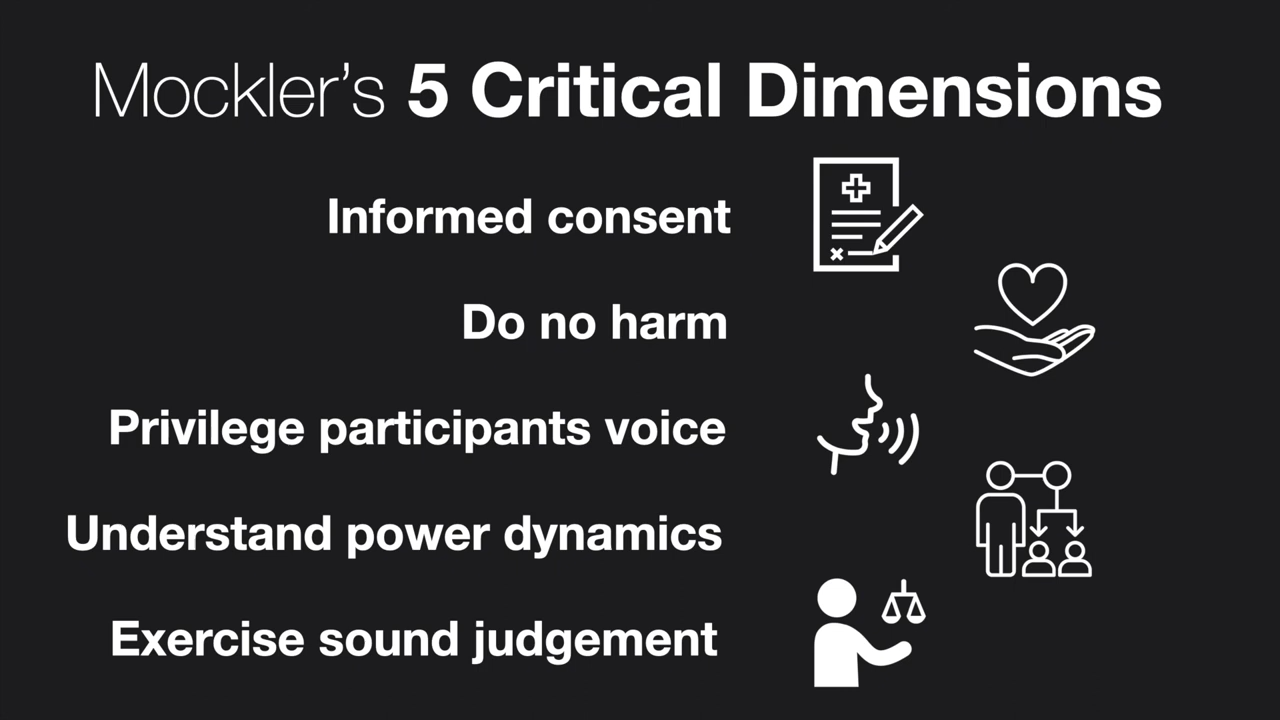 Mockler's 5 Critical Dimensions
Informed consent
Do no harm
Privilege participants voice
Understand power dynamics
Exercise sound judgement